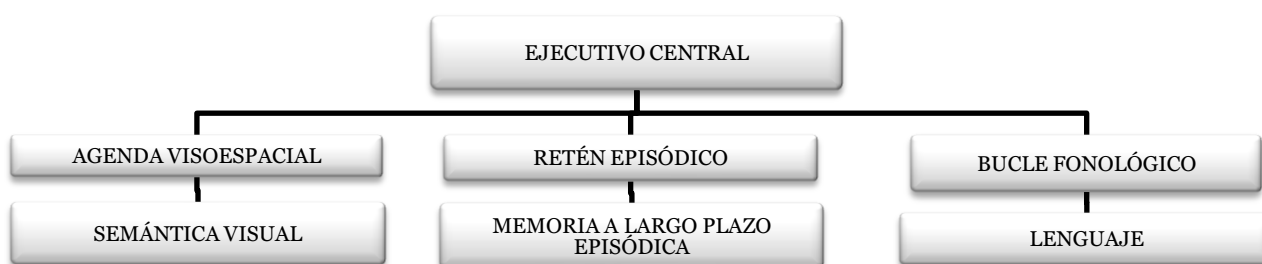 EJECUTIVO CENTRAL
AGENDA VISOESPACIAL
RETÉN EPISÓDICO
BUCLE FONOLÓGICO
SEMÁNTICA VISUAL
MEMORIA A LARGO PLAZO
EPISÓDICA
LENGUAJE